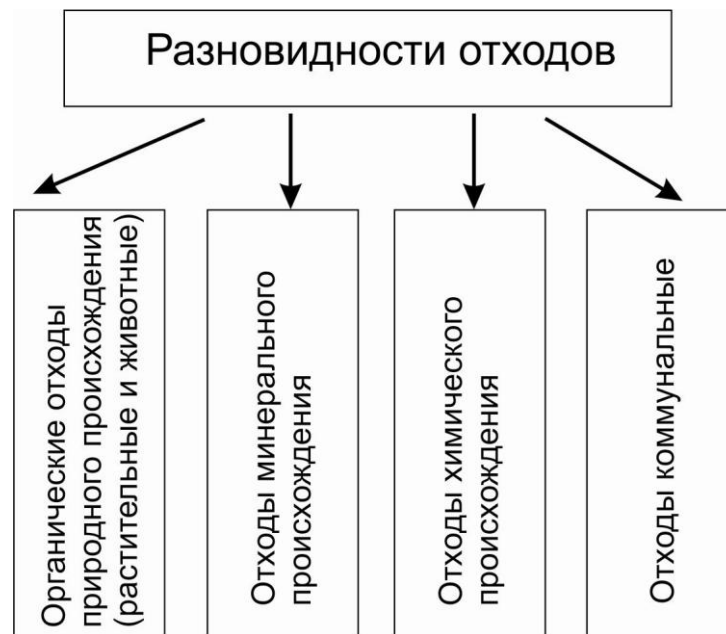 Разновидности отходов
Органические отходы
природного происхождения
(растительные и животные)
Отходы минерального
происхождения
Отходы химического
происхождения
Отходы коммунальные